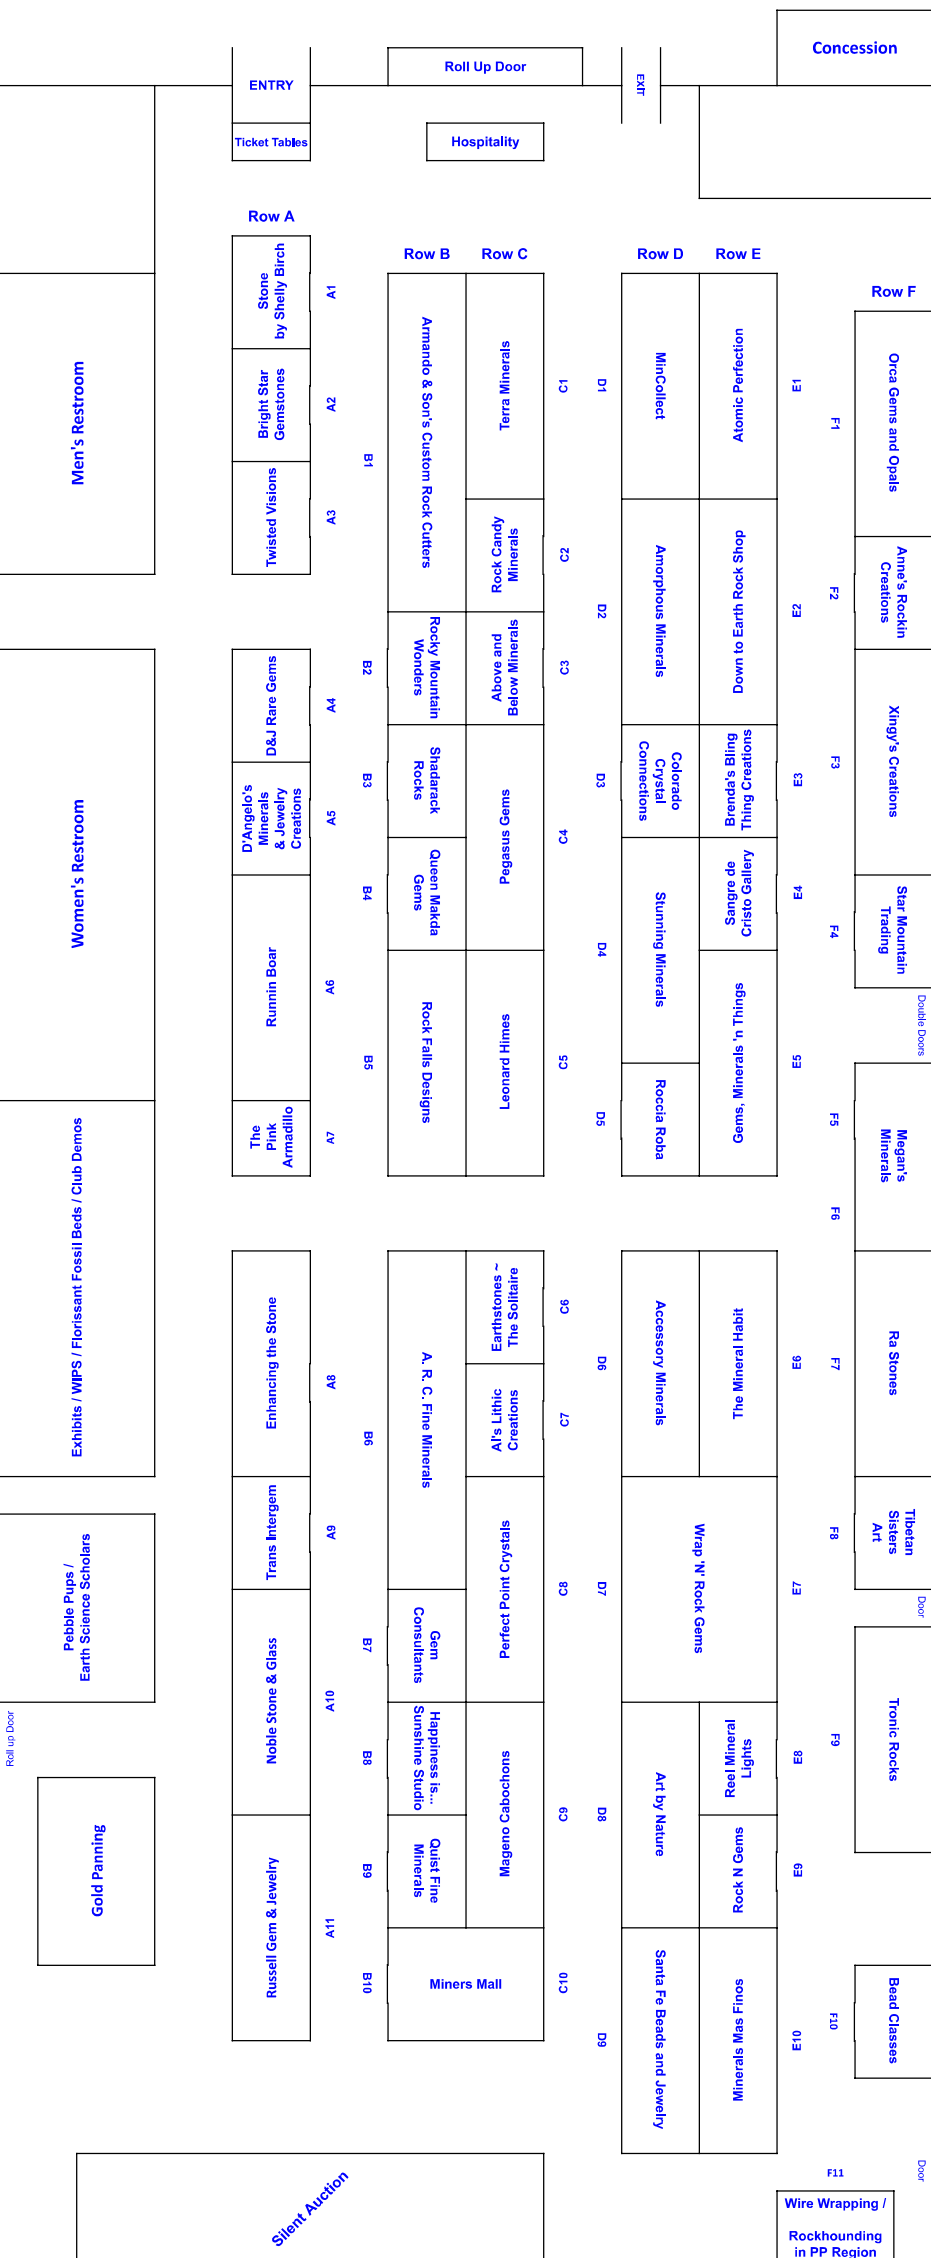 Concession
Roll Up Door
ENTRY
EXIT
Ticket Tables
Hospitality
Row A
Row B
Row C
Row D
Row E
Row F
Men's Restroom
Women's Restroom
Exhibits / WIPS / Florissant Fossil Beds / Club Demos
Pebble Pups /
Earth Science Scholars
Roll up Door
Gold Panning
Stone
by Shelly Birch
A1
Bright Star
Gemstones
A2
Twisted Visions
A3
D&J Rare Gems
A4
D'Angelo's
Minerals
& Jewelry
Creations
A5
Runnin Boar
A6
The
Pink
Armadillo
A7
Enhancing the Stone
A8
Trans Intergem
A9
Noble Stone & Glass
A10
Russell Gem & Jewelry
A11
B1
Armando & Son's Custom Rock Cutters
B2
Rocky Mountain
Wonders
B3
Shadarack
Rocks
B4
Queen Makda
Gems
B5
Rock Falls Designs
B6
A. R. C. Fine Minerals
B7
Gem
Consultants
B8
Happiness is...
Sunshine Studio
B9
Quist Fine
Minerals
B10
Miners Mall
Terra Minerals
C1
Rock Candy
Minerals
C2
Above and
Below Minerals
C3
Pegasus Gems
C4
Leonard Himes
C5
Earthstones ~
The Solitaire
C6
Al's Lithic
Creations
C7
Perfect Point Crystals
C8
Mageno Cabochons
C9
C10
D1
MinCollect
D2
Amorphous Minerals
D3
Colorado
Crystal
Connections
D4
Stunning Minerals
D5
Roccia Roba
D6
Accessory Minerals
D7
Wrap 'N' Rock Gems
D8
Art by Nature
D9
Santa Fe Beads and Jewelry
Atomic Perfection
E1
Down to Earth Rock Shop
E2
Brenda's Bling
Thing Creations
E3
Sangre de
Cristo Gallery
E4
Gems, Minerals 'n Things
E5
The Mineral Habit
E6
E7
Reel Mineral
Lights
E8
Rock N Gems
E9
Minerals Mas Finos
E10
F1
Orca Gems and Opals
F2
Anne's Rockin
Creations
F3
Xingy's Creations
F4
Star Mountain
Trading
Double Doors
F5
Megan's
Minerals
F6
F7
Ra Stones
F8
Tibetan
Sisters
Art
Door
F9
Tronic Rocks
F10
Bead Classes
F11
Door
Silent Auction
Wire Wrapping /
Rockhounding
in PP Region